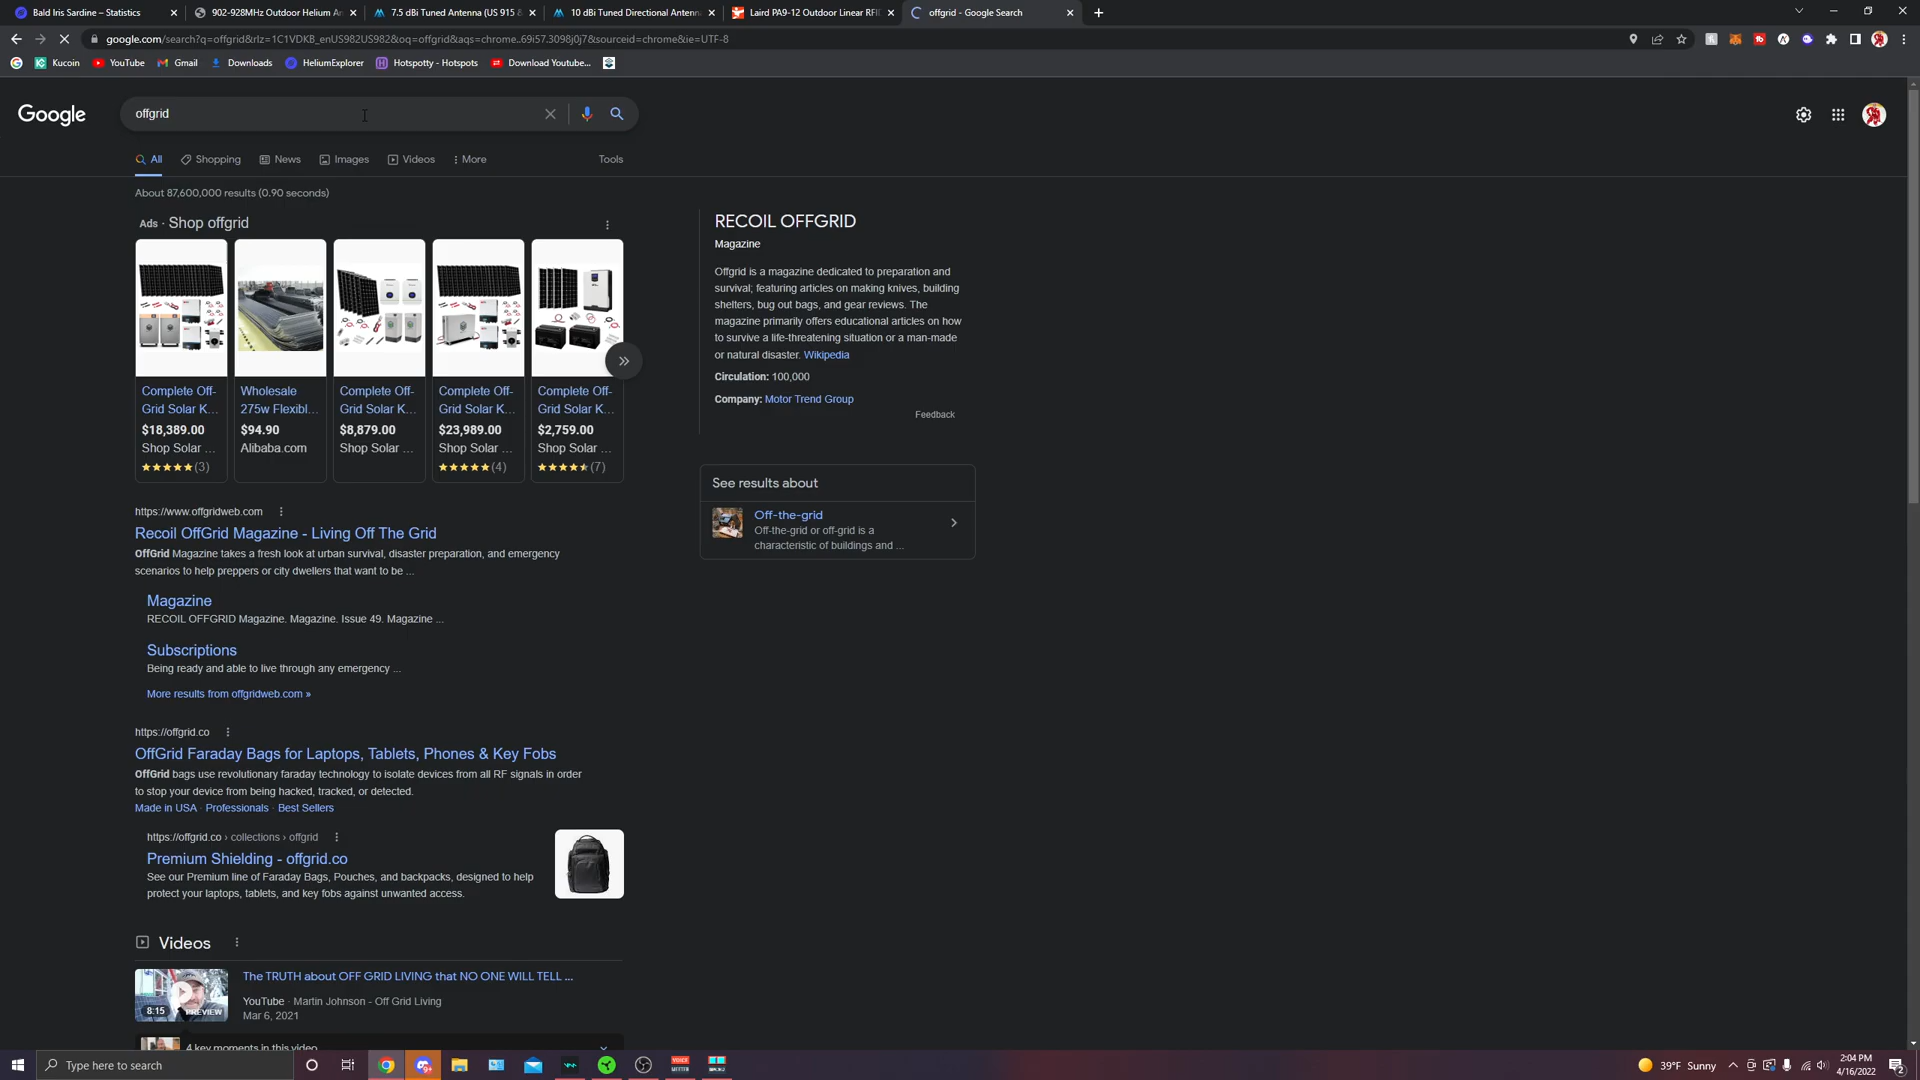 Bald Iris Sardine – Statistics
902-928MHz Outdoor Helium An
7.5 dBi Tuned Antenna (US 915 &
10 dBi Tuned Directional Antenna
Laird PA9-12 Outdoor Linear RFI
offgrid - Google Search
google.com/search?q=offgrid&rlz=1C1VDKB_enUS982US982&oq=offgrid&aqs=chrome..69i57.3098j0j7&sourceid=chrome&ie=UTF-8
Kucoin
YouTube
Gmail
Downloads
HeliumExplorer
Hotspotty - Hotspots
Download Youtube...
Google
offgrid
All
Shopping
News
Images
Videos
More
Tools
About 87,600,000 results (0.90 seconds)
Ads · Shop offgrid
Complete Off-
Grid Solar K...
$18,389.00
Shop Solar ...
(3)
Wholesale
275w Flexibl...
$94.90
Alibaba.com
Complete Off-
Grid Solar K...
$8,879.00
Shop Solar ...
Complete Off-
Grid Solar K...
$23,989.00
Shop Solar ...
(4)
Complete Off-
Grid Solar K...
$2,759.00
Shop Solar ...
(7)
https://www.offgridweb.com
Recoil OffGrid Magazine - Living Off The Grid
OffGrid Magazine takes a fresh look at urban survival, disaster preparation, and emergency
scenarios to help preppers or city dwellers that want to be ...
Magazine
RECOIL OFFGRID Magazine. Magazine. Issue 49. Magazine ...
Subscriptions
Being ready and able to live through any emergency ...
More results from offgridweb.com »
https://offgrid.co
OffGrid Faraday Bags for Laptops, Tablets, Phones & Key Fobs
OffGrid bags use revolutionary faraday technology to isolate devices from all RF signals in order
to stop your device from being hacked, tracked, or detected.
Made in USA · Professionals · Best Sellers
https://offgrid.co › collections › offgrid
Premium Shielding - offgrid.co
See our Premium line of Faraday Bags, Pouches, and backpacks, designed to help
protect your laptops, tablets, and key fobs against unwanted access.
Videos
The TRUTH about OFF GRID LIVING that NO ONE WILL TELL ...
8:15
PREVIEW
YouTube · Martin Johnson - Off Grid Living
Mar 6, 2021
4 key moments in this video
RECOIL OFFGRID
Magazine
Offgrid is a magazine dedicated to preparation and
survival; featuring articles on making knives, building
shelters, bug out bags, and gear reviews. The
magazine primarily offers educational articles on how
to survive a life-threatening situation or a man-made
or natural disaster. Wikipedia
Circulation: 100,000
Company: Motor Trend Group
Feedback
See results about
Off-the-grid
Off-the-grid or off-grid is a
characteristic of buildings and ...
Type here to search
39°F Sunny
2:04 PM
4/16/2022